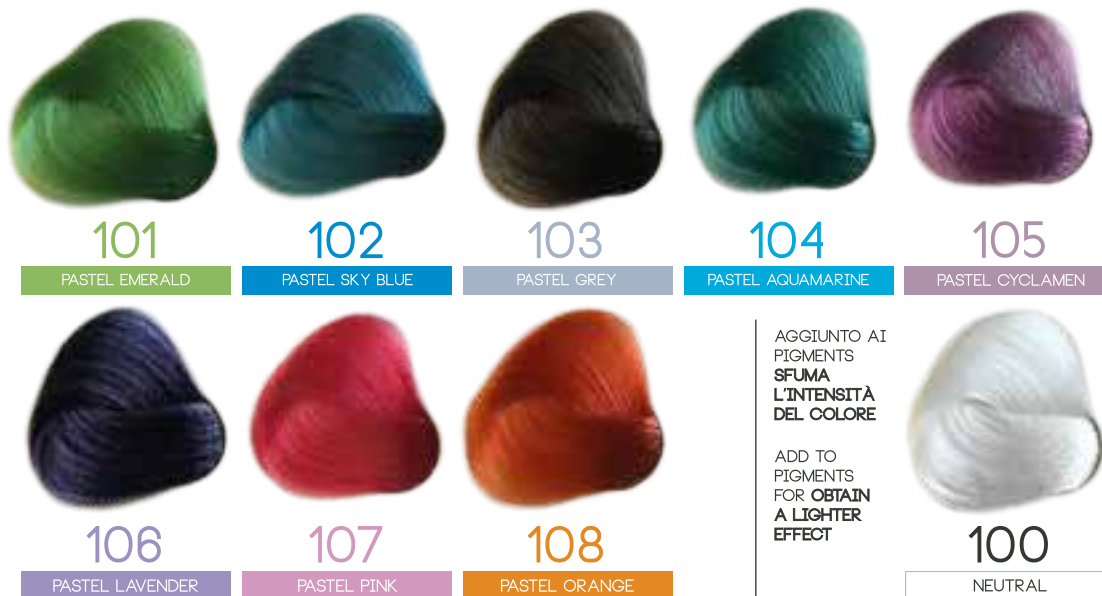 101
PASTEL EMERALD
102
PASTEL SKY BLUE
103
PASTEL GREY
104
PASTEL AQUAMARINE
105
PASTEL CYCLAMEN
106
PASTEL LAVENDER
107
PASTEL PINK
108
PASTEL ORANGE
AGGIUNTO AI
PIGMENTS
SFUMA
L'INTENSITÀ
DEL COLORE
ADD TO
PIGMENTS
FOR OBTAIN
A LIGHTER
EFFECT
100
NEUTRAL